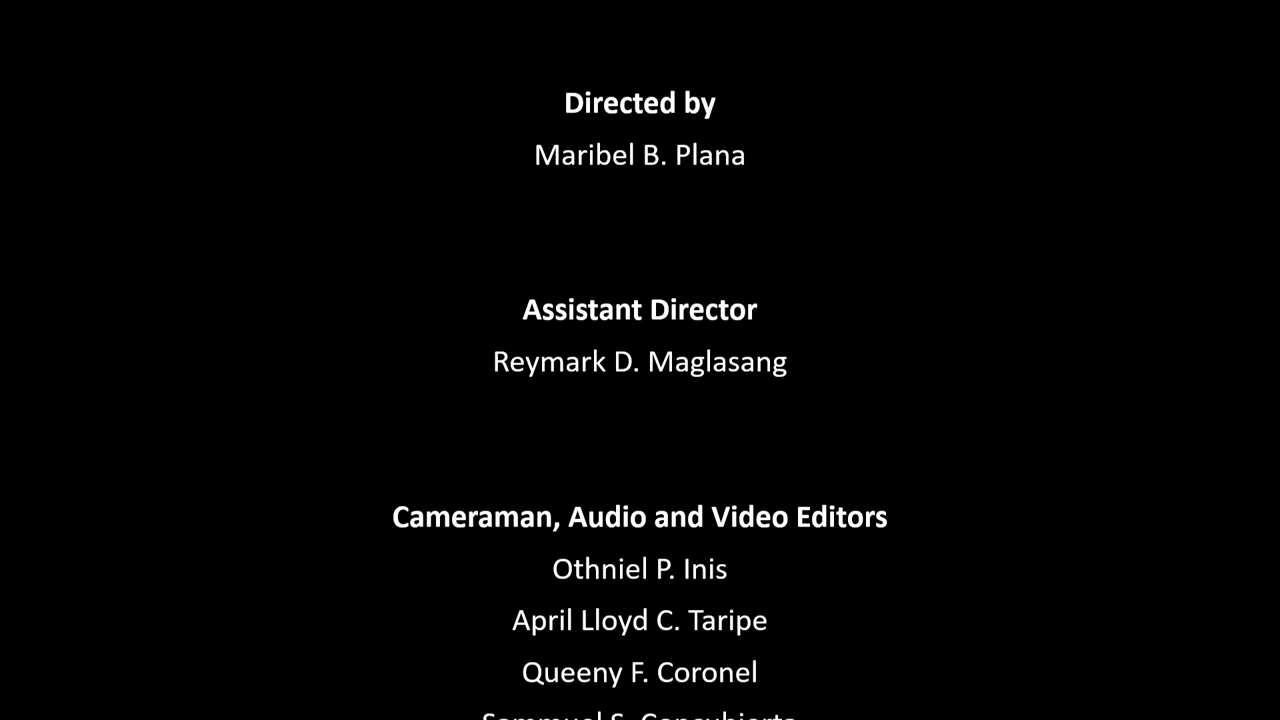 Directed by
Maribel B. Plana
Assistant Director
Reymark D. Maglasang
Cameraman, Audio and Video Editors
Othniel P. Inis
April Lloyd C. Taripe
Queeny F. Coronel